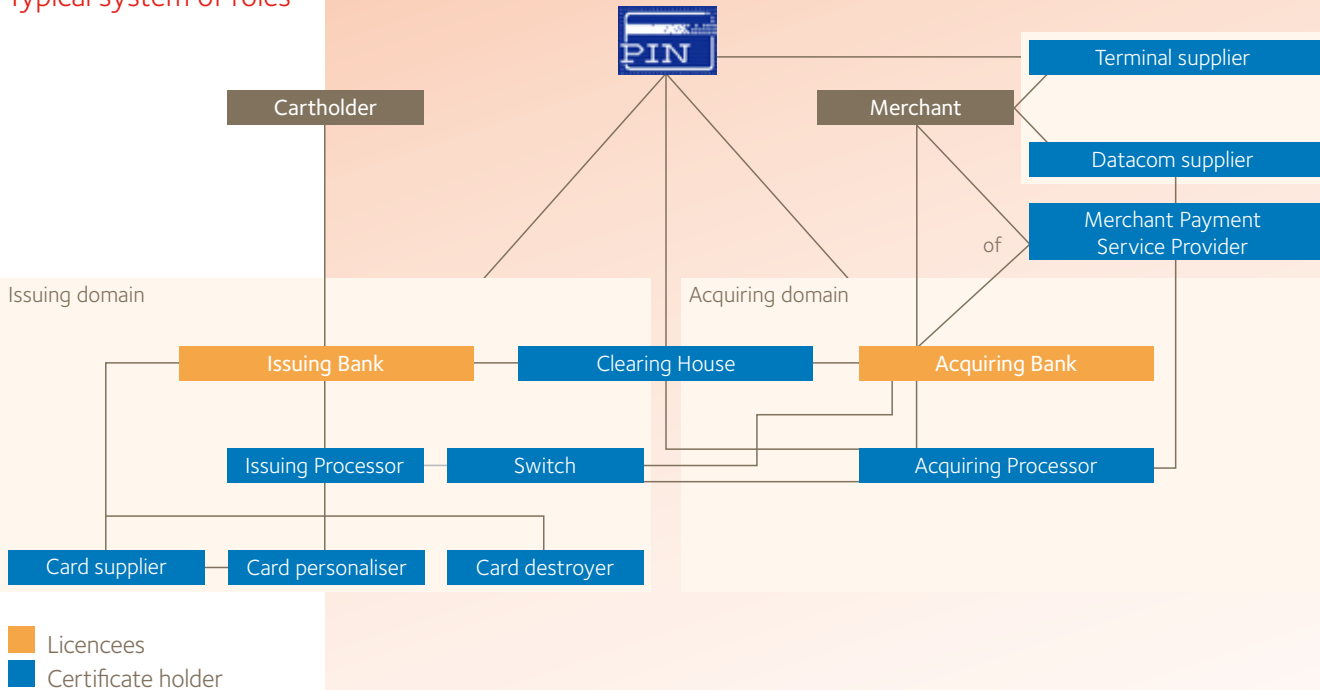 Typical system of roles
PIN
Terminal supplier
Cartholder
Merchant
Datacom supplier
Merchant Payment
Service Provider
of
Issuing domain
Acquiring domain
Issuing Bank
Clearing House
Acquiring Bank
Issuing Processor
Switch
Acquiring Processor
Card supplier
Card personaliser
Card destroyer
Licencees
Certificate holder